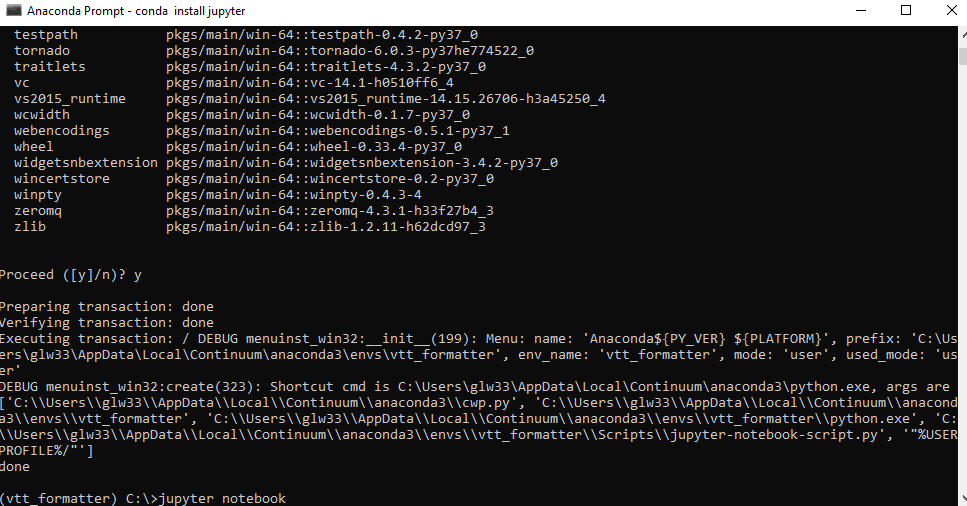 Anaconda Prompt - conda  install jupyter
testpath           pkgs/main/win-64::testpath-0.4.2-py37_0
tornado            pkgs/main/win-64::tornado-6.0.3-py37he774522_0
traitlets          pkgs/main/win-64::traitlets-4.3.2-py37_0
vc                 pkgs/main/win-64::vc-14.1-h0510ff6_4
vs2015_runtime     pkgs/main/win-64::vs2015_runtime-14.15.26706-h3a45250_4
wcwidth            pkgs/main/win-64::wcwidth-0.1.7-py37_0
webencodings       pkgs/main/win-64::webencodings-0.5.1-py37_1
wheel              pkgs/main/win-64::wheel-0.33.4-py37_0
widgetsnbextension pkgs/main/win-64::widgetsnbextension-3.4.2-py37_0
wincertstore       pkgs/main/win-64::wincertstore-0.2-py37_0
winpty             pkgs/main/win-64::winpty-0.4.3-4
zeromq             pkgs/main/win-64::zeromq-4.3.1-h33f27b4_3
zlib               pkgs/main/win-64::zlib-1.2.11-h62dcd97_3
Proceed ([y]/n)? y
Preparing transaction: done
Verifying transaction: done
Executing transaction: / DEBUG menuinst_win32:__init__(199): Menu: name: 'Anaconda${PY_VER} ${PLATFORM}', prefix: 'C:\Us
ers\glw33\AppData\Local\Continuum\anaconda3\envs\vtt_formatter', env_name: 'vtt_formatter', mode: 'user', used_mode: 'us
er'
DEBUG menuinst_win32:create(323): Shortcut cmd is C:\Users\glw33\AppData\Local\Continuum\anaconda3\python.exe, args are
['C:\\Users\\glw33\\AppData\\Local\\Continuum\\anaconda3\\cwp.py', 'C:\\Users\\glw33\\AppData\\Local\\Continuum\\anacond
a3\\envs\\vtt_formatter', 'C:\\Users\\glw33\\AppData\\Local\\Continuum\\anaconda3\\envs\\vtt_formatter\\python.exe', 'C:
\\Users\\glw33\\AppData\\Local\\Continuum\\anaconda3\\envs\\vtt_formatter\\Scripts\\jupyter-notebook-script.py', '"%USER
PROFILE%/"']
done
(vtt_formatter) C:\>jupyter notebook